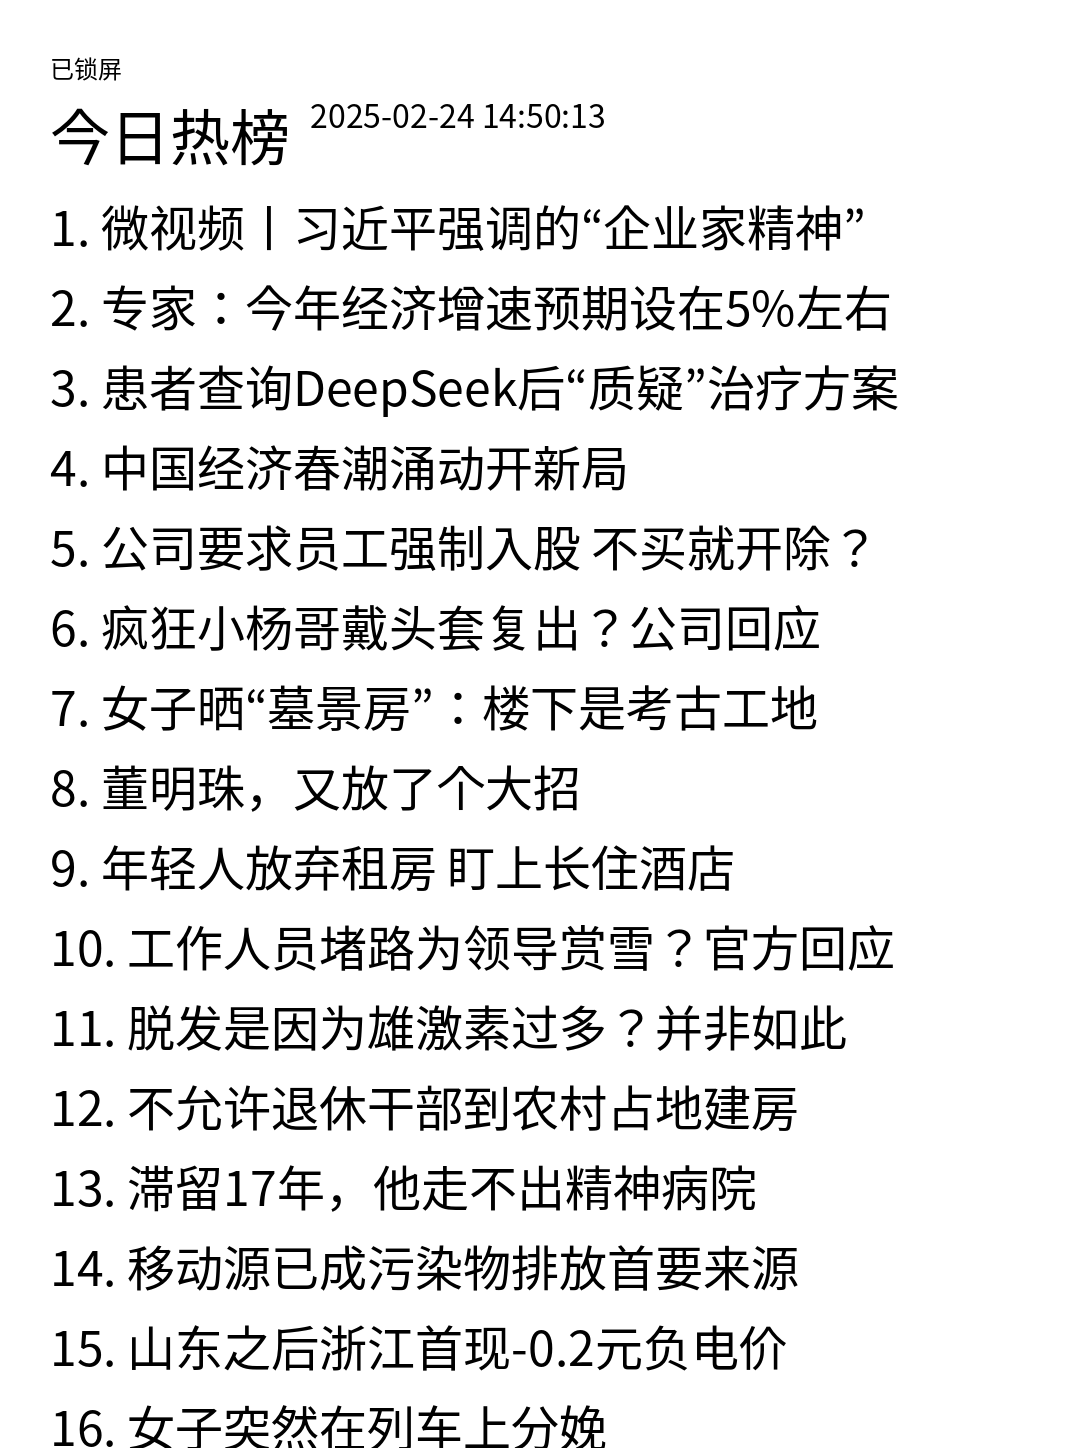 已锁屏
今日热榜 2025-02-24 14:50:13
1. 微视频丨习近平强调的“企业家精神”
2. 专家：今年经济增速预期设在5%左右
3. 患者查询DeepSeek后“质疑”治疗方案
4. 中国经济春潮涌动开新局
5. 公司要求员工强制入股 不买就开除？
6. 疯狂小杨哥戴头套复出？公司回应
7. 女子晒“墓景房”：楼下是考古工地
8. 董明珠，又放了个大招
9. 年轻人放弃租房 盯上长住酒店
10. 工作人员堵路为领导赏雪？官方回应
11. 脱发是因为雄激素过多？并非如此
12. 不允许退休干部到农村占地建房
13. 滞留17年，他走不出精神病院
14. 移动源已成污染物排放首要来源
15. 山东之后浙江首现-0.2元负电价
16. 女子突然在列车上分娩